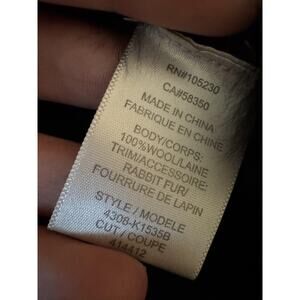 RN#105230
CA#58350
MADE IN CHINA
FABRIQUE EN CHINE
BODY/CORPS:
100%WOOL/LAINE
TRIM/ACCESSOIRE:
RABBIT FUR/
FOURRURE DE LAPIN
STYLE / MODÈLE
4308-K1535B
CUT / COUPE
414412